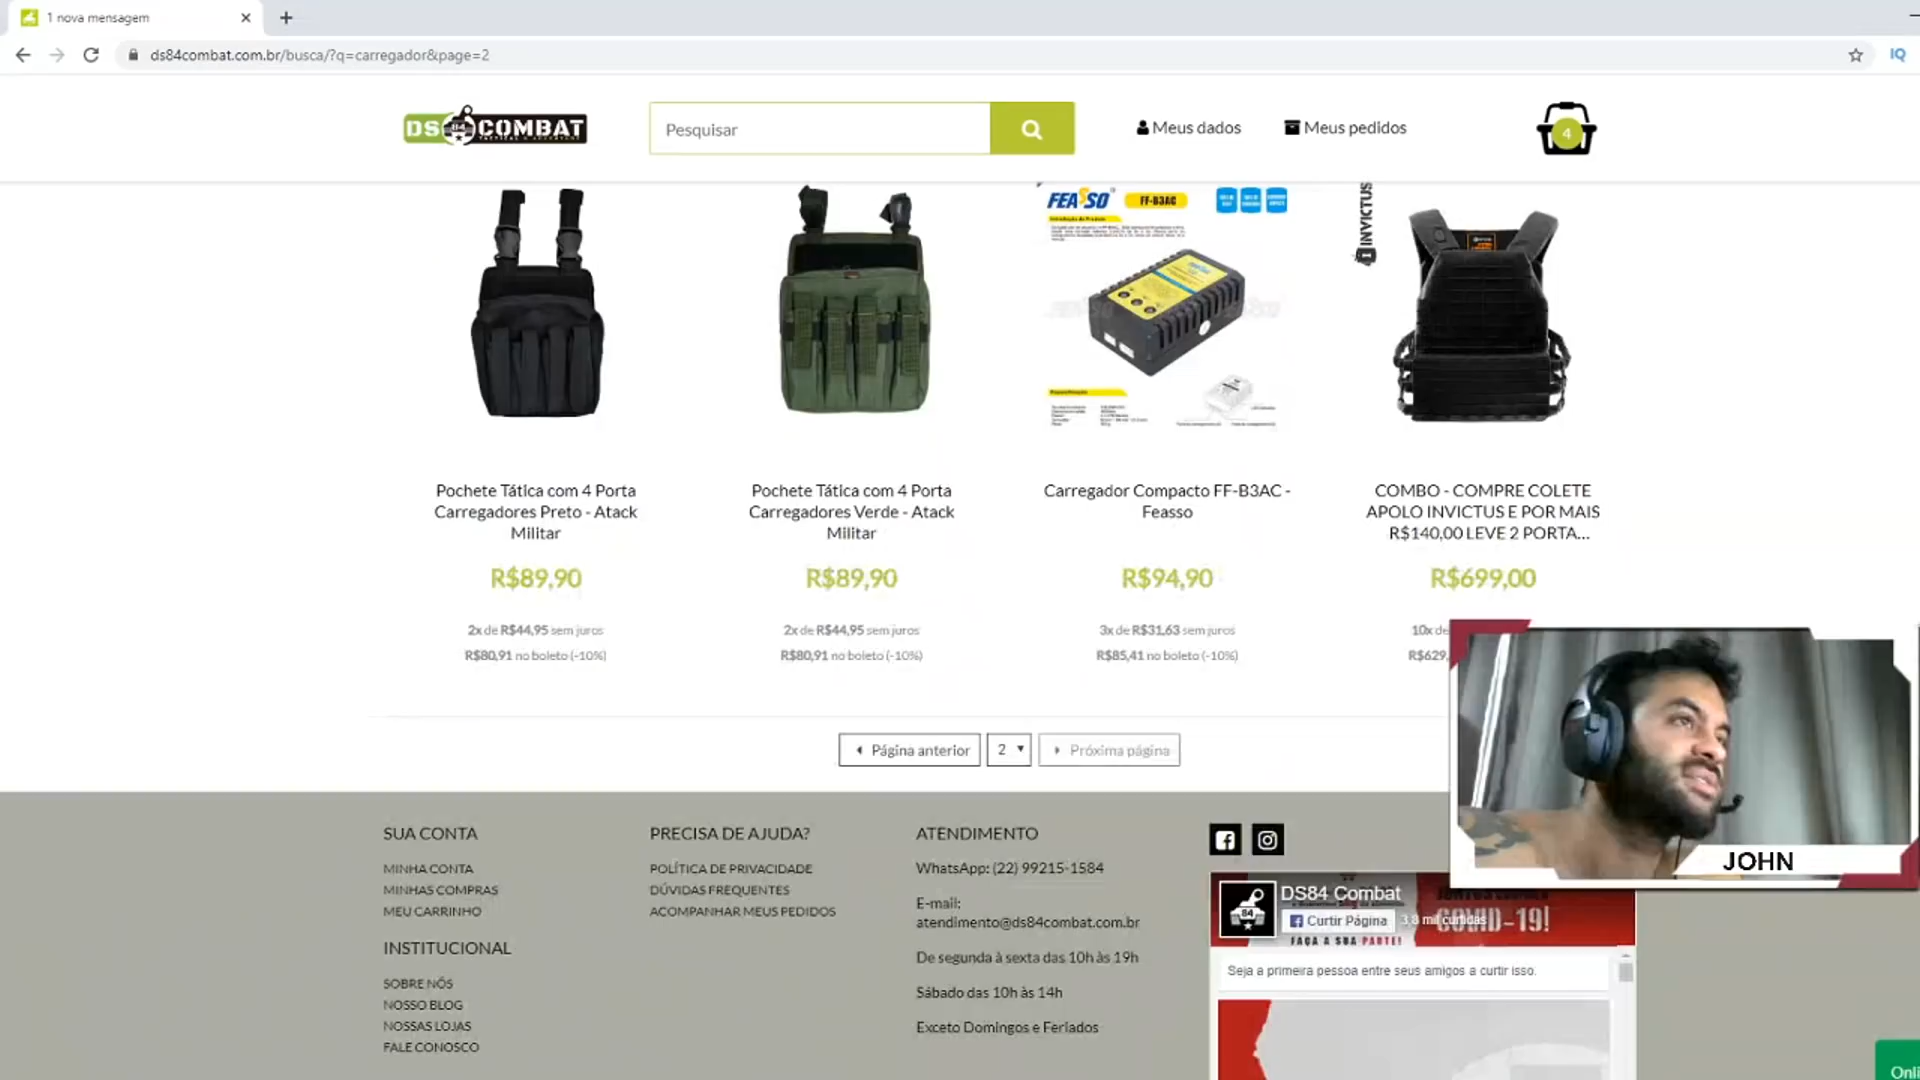 1 nova mensagem
ds84combat.com.br/busca/?q=carregador&page=2
IQ
DS 84 COMBAT
Pesquisar
Meus dados
Meus pedidos
4
FEASSO
FF-B3AC
INVICTUS
Pochete Tática com 4 Porta
Carregadores Preto - Atack
Militar
R$89,90
2x de R$44,95 sem juros
R$80,91 no boleto (-10%)
Pochete Tática com 4 Porta
Carregadores Verde - Atack
Militar
R$89,90
2x de R$44,95 sem juros
R$80,91 no boleto (-10%)
Carregador Compacto FF-B3AC -
Feasso
R$94,90
3x de R$31,63 sem juros
R$85,41 no boleto (-10%)
COMBO - COMPRE COLETE
APOLO INVICTUS E POR MAIS
R$140,00 LEVE 2 PORTA...
R$699,00
10x de
R$629,
JOHN
Página anterior
2
Próxima página
SUA CONTA
MINHA CONTA
MINHAS COMPRAS
MEU CARRINHO
INSTITUCIONAL
SOBRE NÓS
NOSSO BLOG
NOSSAS LOJAS
FALE CONOSCO
PRECISA DE AJUDA?
POLÍTICA DE PRIVACIDADE
DÚVIDAS FREQUENTES
ACOMPANHAR MEUS PEDIDOS
ATENDIMENTO
WhatsApp: (22) 99215-1584
E-mail:
atendimento@ds84combat.com.br
De segunda à sexta das 10h às 19h
Sábado das 10h às 14h
Exceto Domingos e Feriados
84
DS84 Combat
Curtir Página
3,8 mil curtidas
COVID-19!
FAÇA A SUA PARTE!
Seja a primeira pessoa entre seus amigos a curtir isso.
Onli